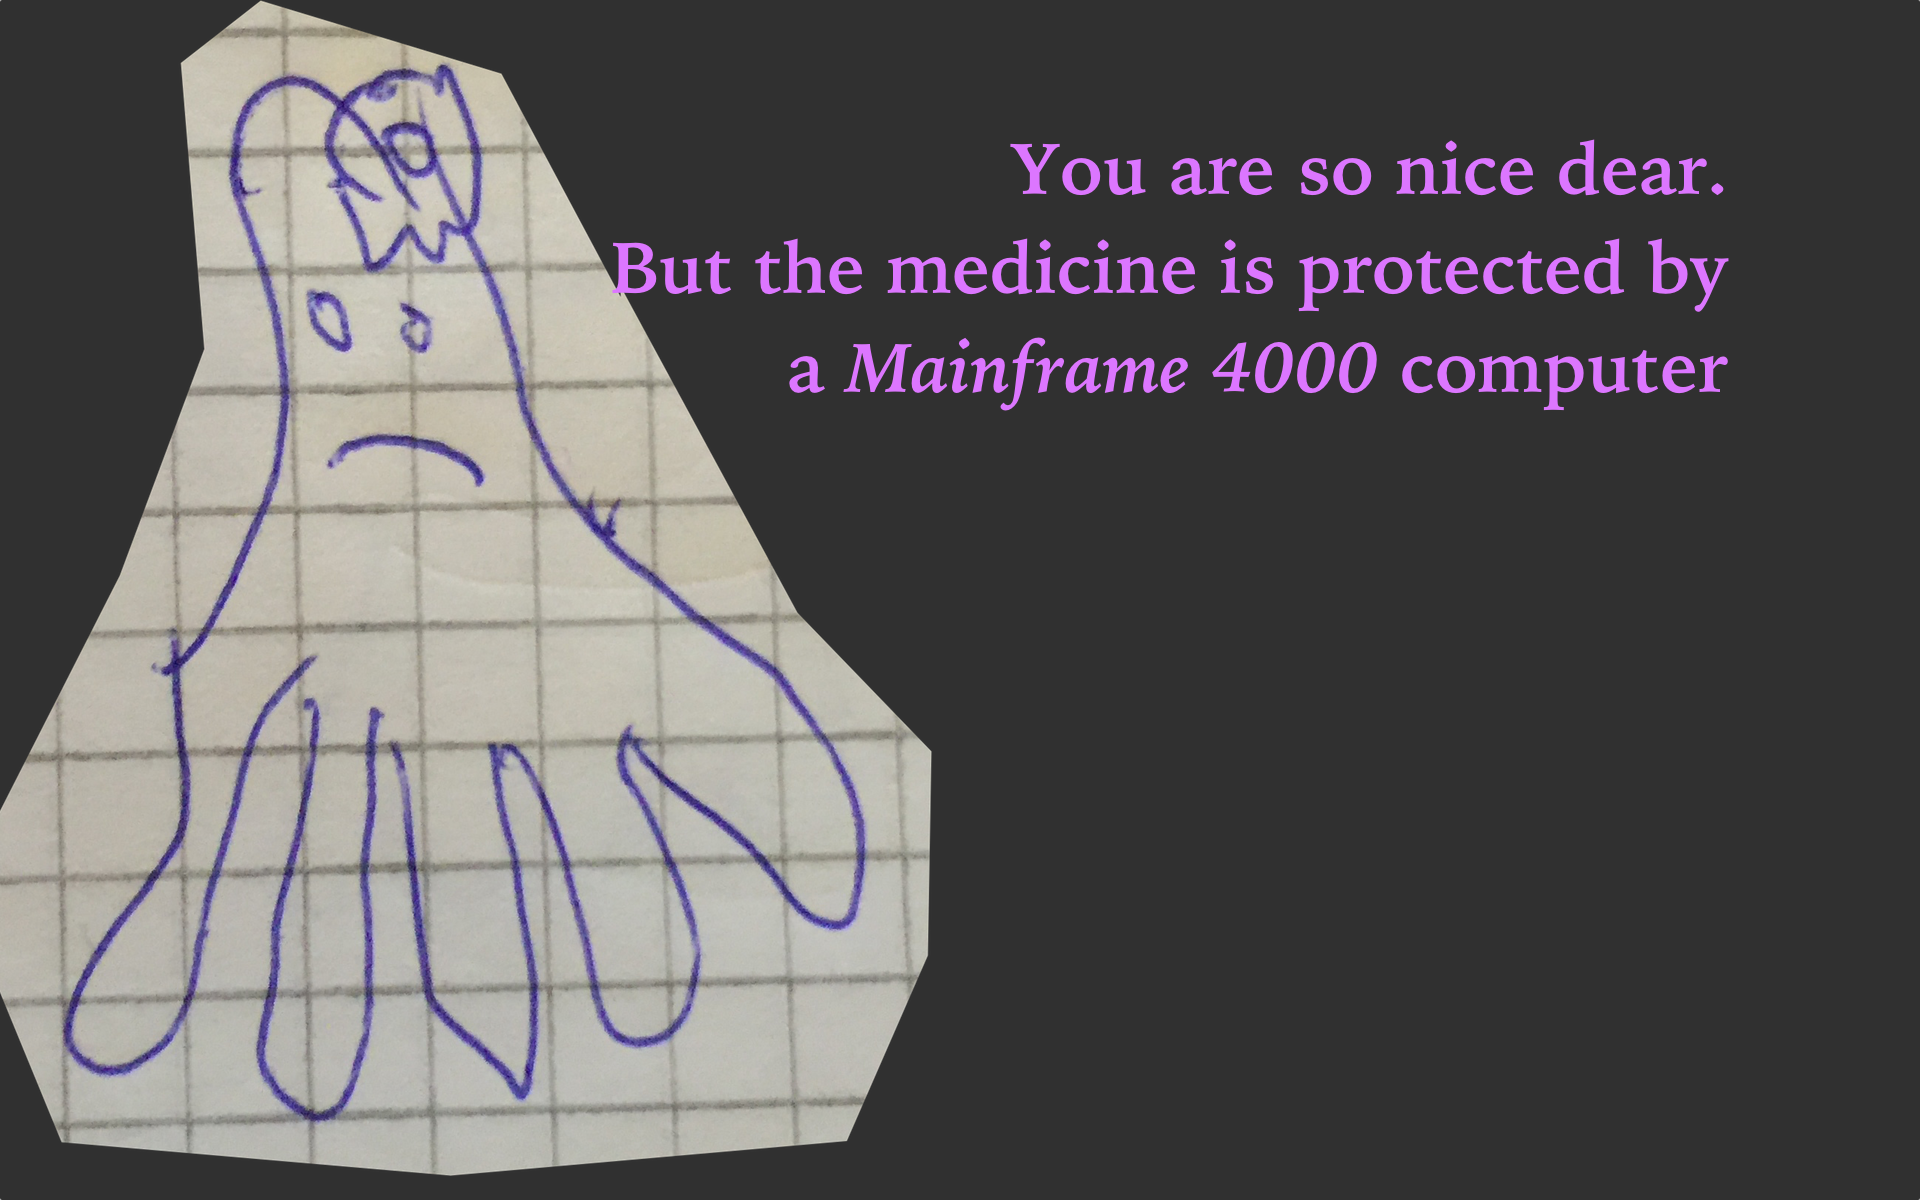 You are so nice dear.
But the medicine is protected by
a Mainframe 4000 computer